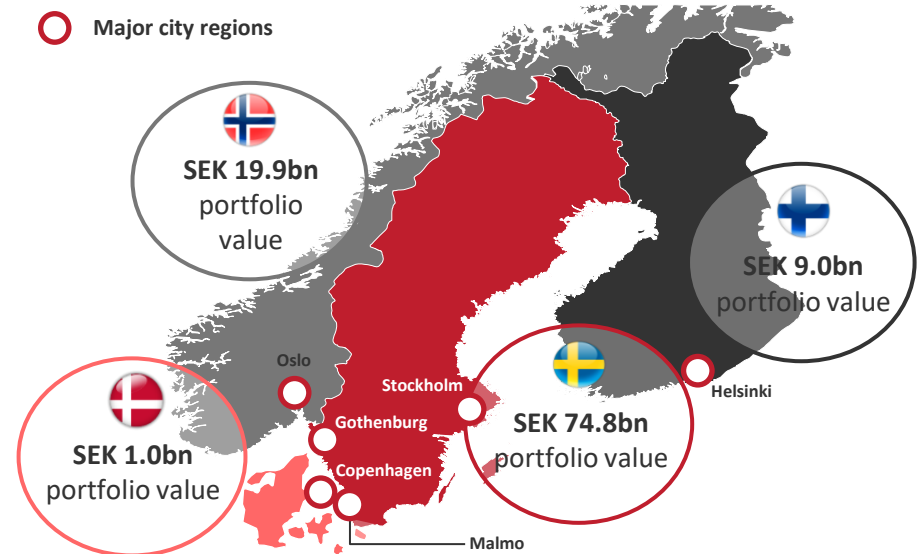 Major city regions
SEK 19.9bn
portfolio
value
SEK 9.0bn
portfolio value
Oslo
Stockholm
Helsinki
SEK 74.8bn
portfolio value
Gothenburg
SEK 1.0bn
portfolio value
Copenhagen
Malmo